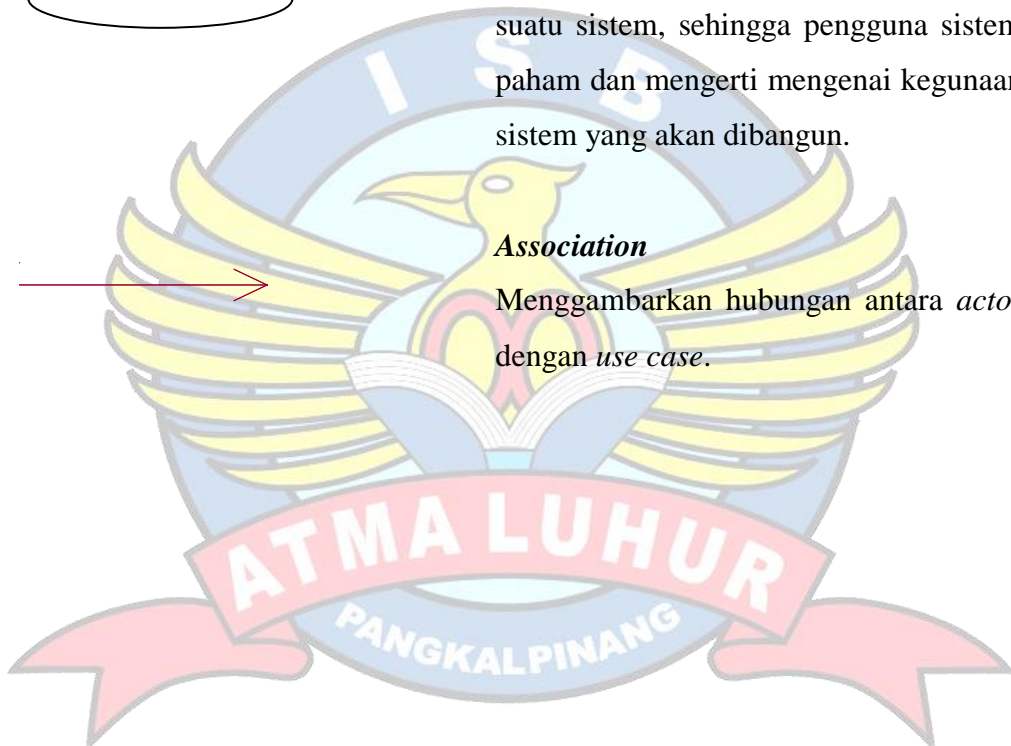 suatu sistem, sehingga pengguna sistem
paham dan mengerti mengenai kegunaan
sistem yang akan dibangun.
Association
Menggambarkan hubungan antara acto
dengan use case.
I S B
ATMA LUHUR
PANGKALPINANG